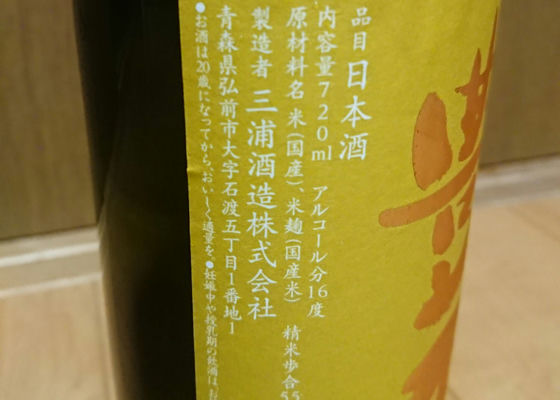 品目 日本酒
内容量720ml アルコール分16度
原材料名 米(国産)、米麹(国産米) 精米歩合55
製造者 三浦酒造株式会社
青森県弘前市大字石渡五丁目1番地1
●お酒は20歳になってから、おいしく適量を。●妊娠中や授乳期の飲酒は、お